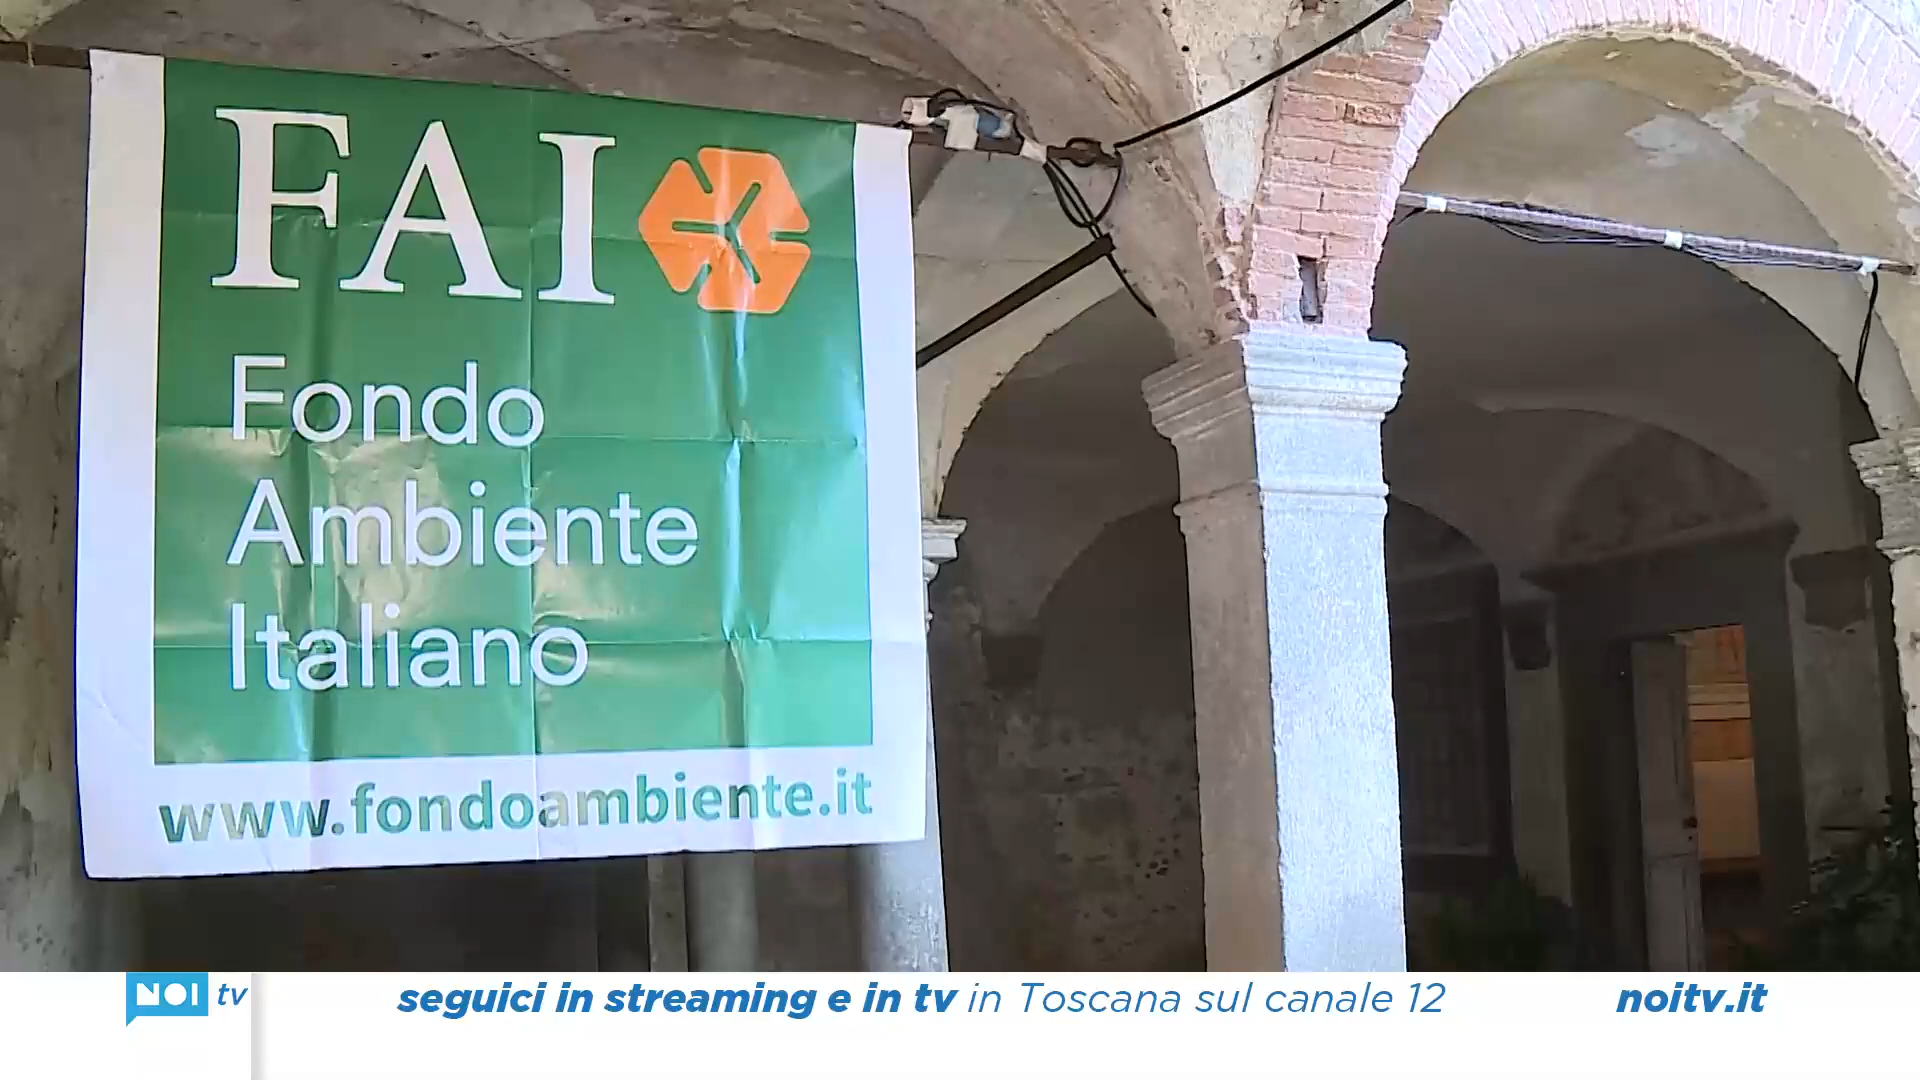 FAI
Fondo
Ambiente
Italiano
www.fondoambiente.it
NOI tv
seguici in streaming e in tv in Toscana sul canale 12
noitv.it